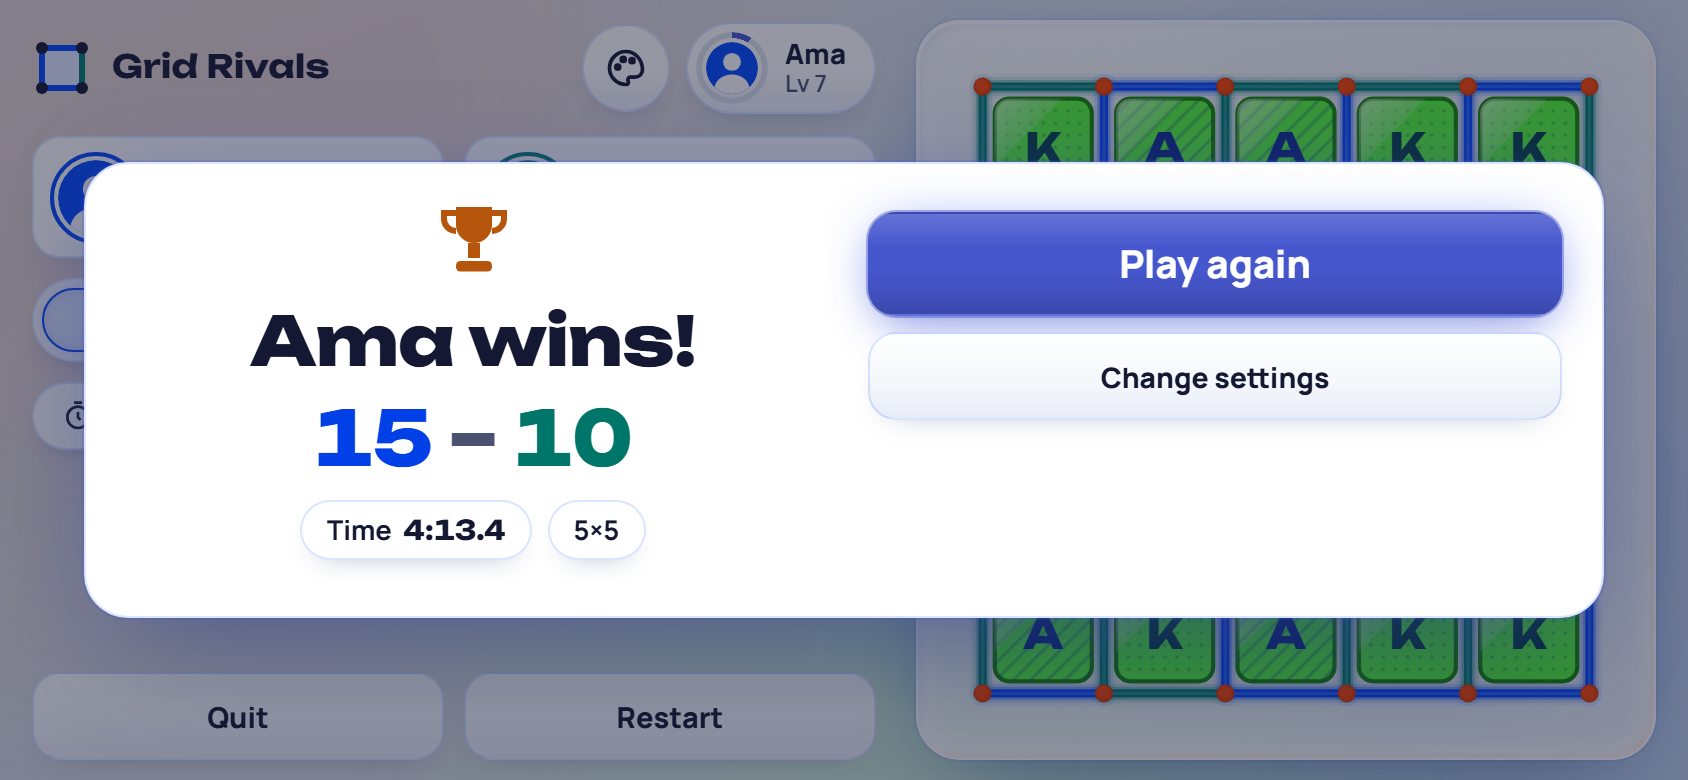 Grid Rivals
Ama
Lv 7
K A A K K
Ama wins!
15 – 10
Time 4:13.4
5×5
Play again
Change settings
A K A K K
Quit
Restart